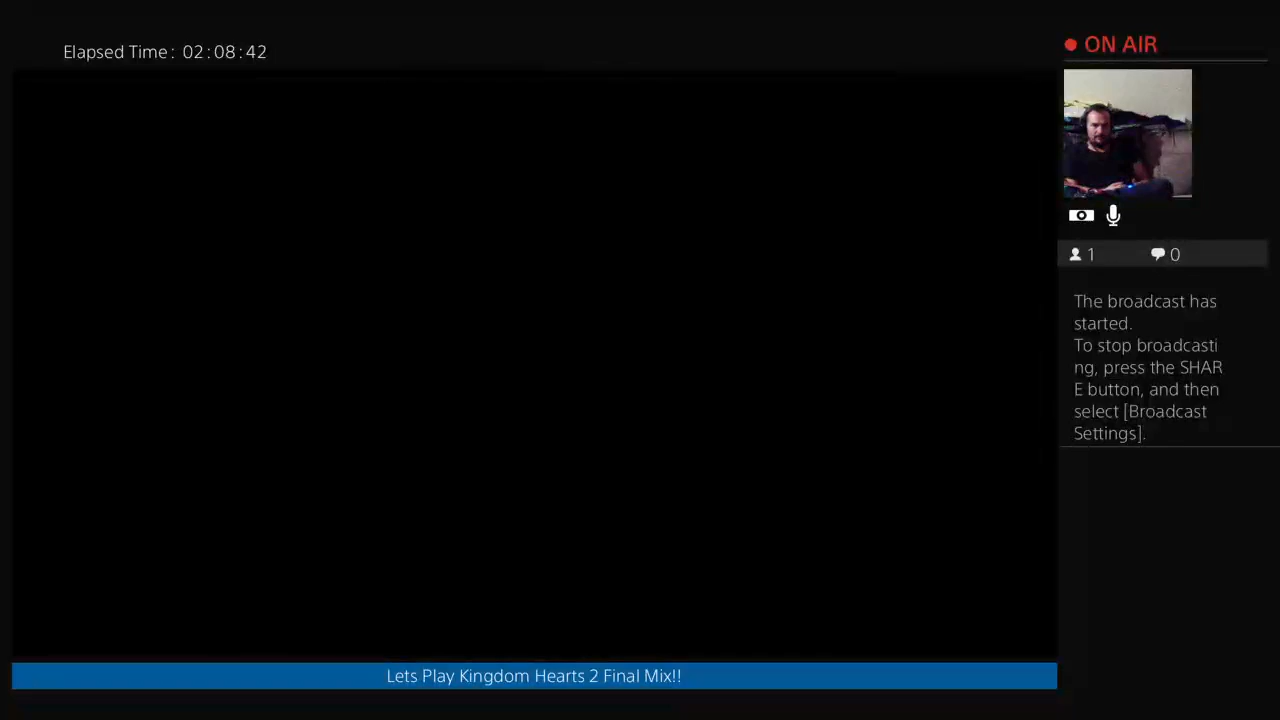 Elapsed Time: 02:08:42
ON AIR
1 0
The broadcast has
started.
To stop broadcasti
ng, press the SHAR
E button, and then
select [Broadcast
Settings].
Lets Play Kingdom Hearts 2 Final Mix!!